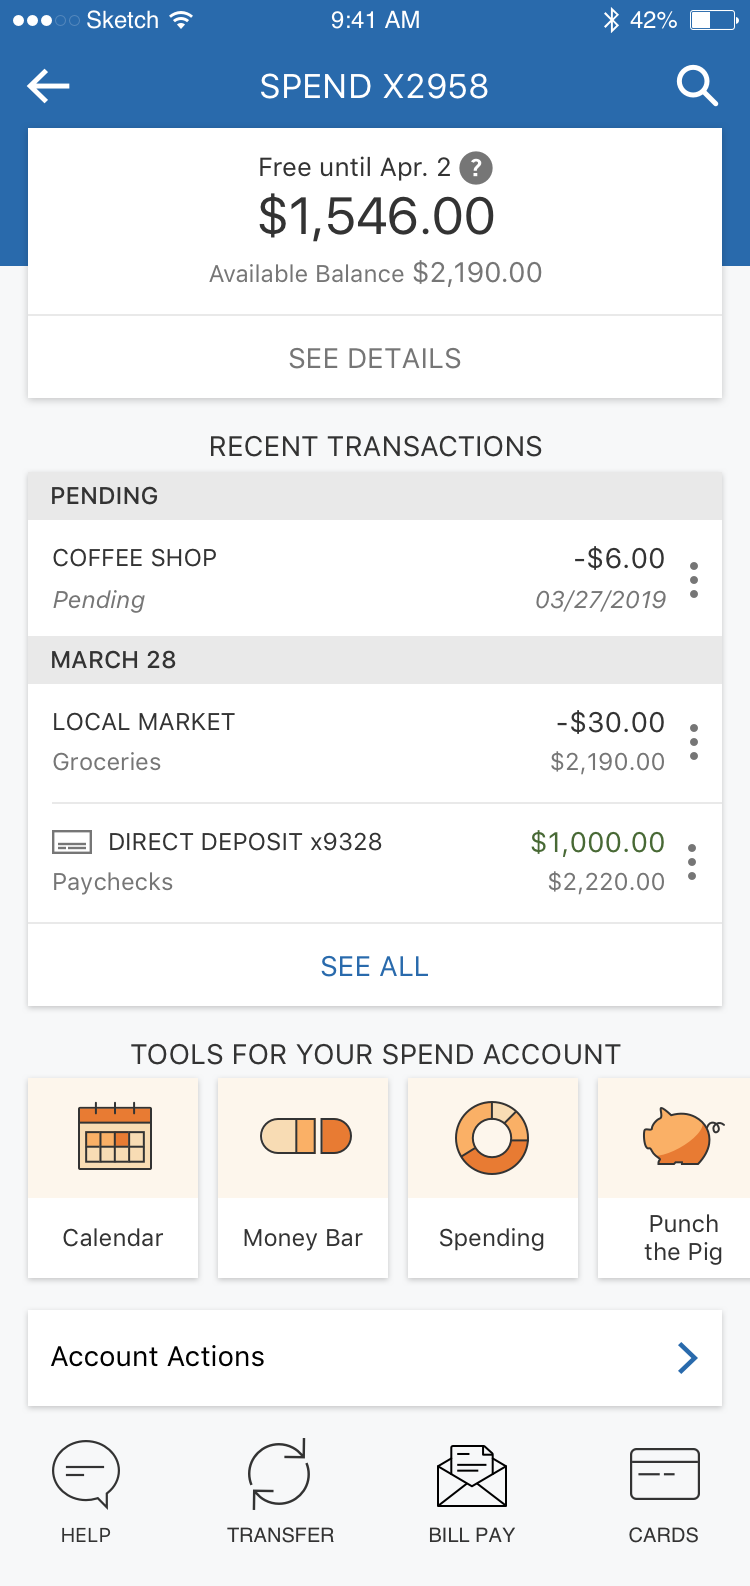 Sketch 9:41 AM 42%
SPEND X2958
Free until Apr. 2 ?
$1,546.00
Available Balance $2,190.00
SEE DETAILS
RECENT TRANSACTIONS
PENDING
COFFEE SHOP -$6.00
Pending 03/27/2019
MARCH 28
LOCAL MARKET -$30.00
Groceries $2,190.00
DIRECT DEPOSIT x9328 $1,000.00
Paychecks $2,220.00
SEE ALL
TOOLS FOR YOUR SPEND ACCOUNT
Calendar
Money Bar
Spending
Punch
the Pig
Account Actions
HELP
TRANSFER
BILL PAY
CARDS